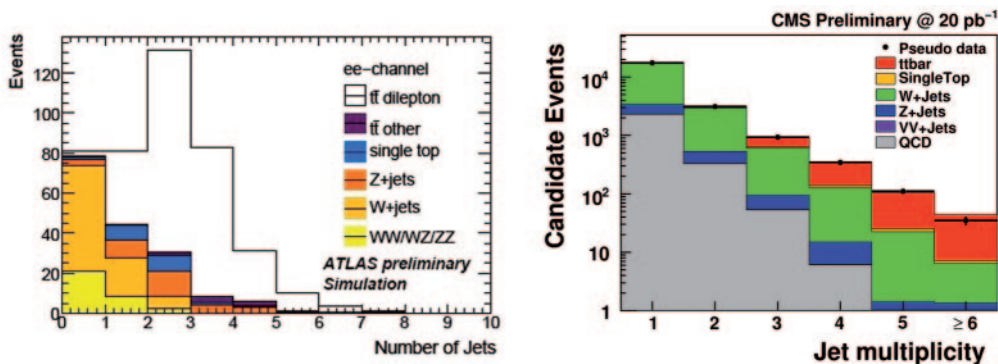 Events
120
100
80
60
40
20
0
ee-channel
tt̄ dilepton
tt̄ other
single top
Z+jets
W+jets
WW/WZ/ZZ
ATLAS preliminary
Simulation
0 1 2 3 4 5 6 7 8 9 10
Number of Jets
CMS Preliminary @ 20 pb⁻¹
Candidate Events
10⁴
10³
10²
10
1
Pseudo data
ttbar
SingleTop
W+Jets
Z+Jets
VV+Jets
QCD
1 2 3 4 5 ≥ 6
Jet multiplicity